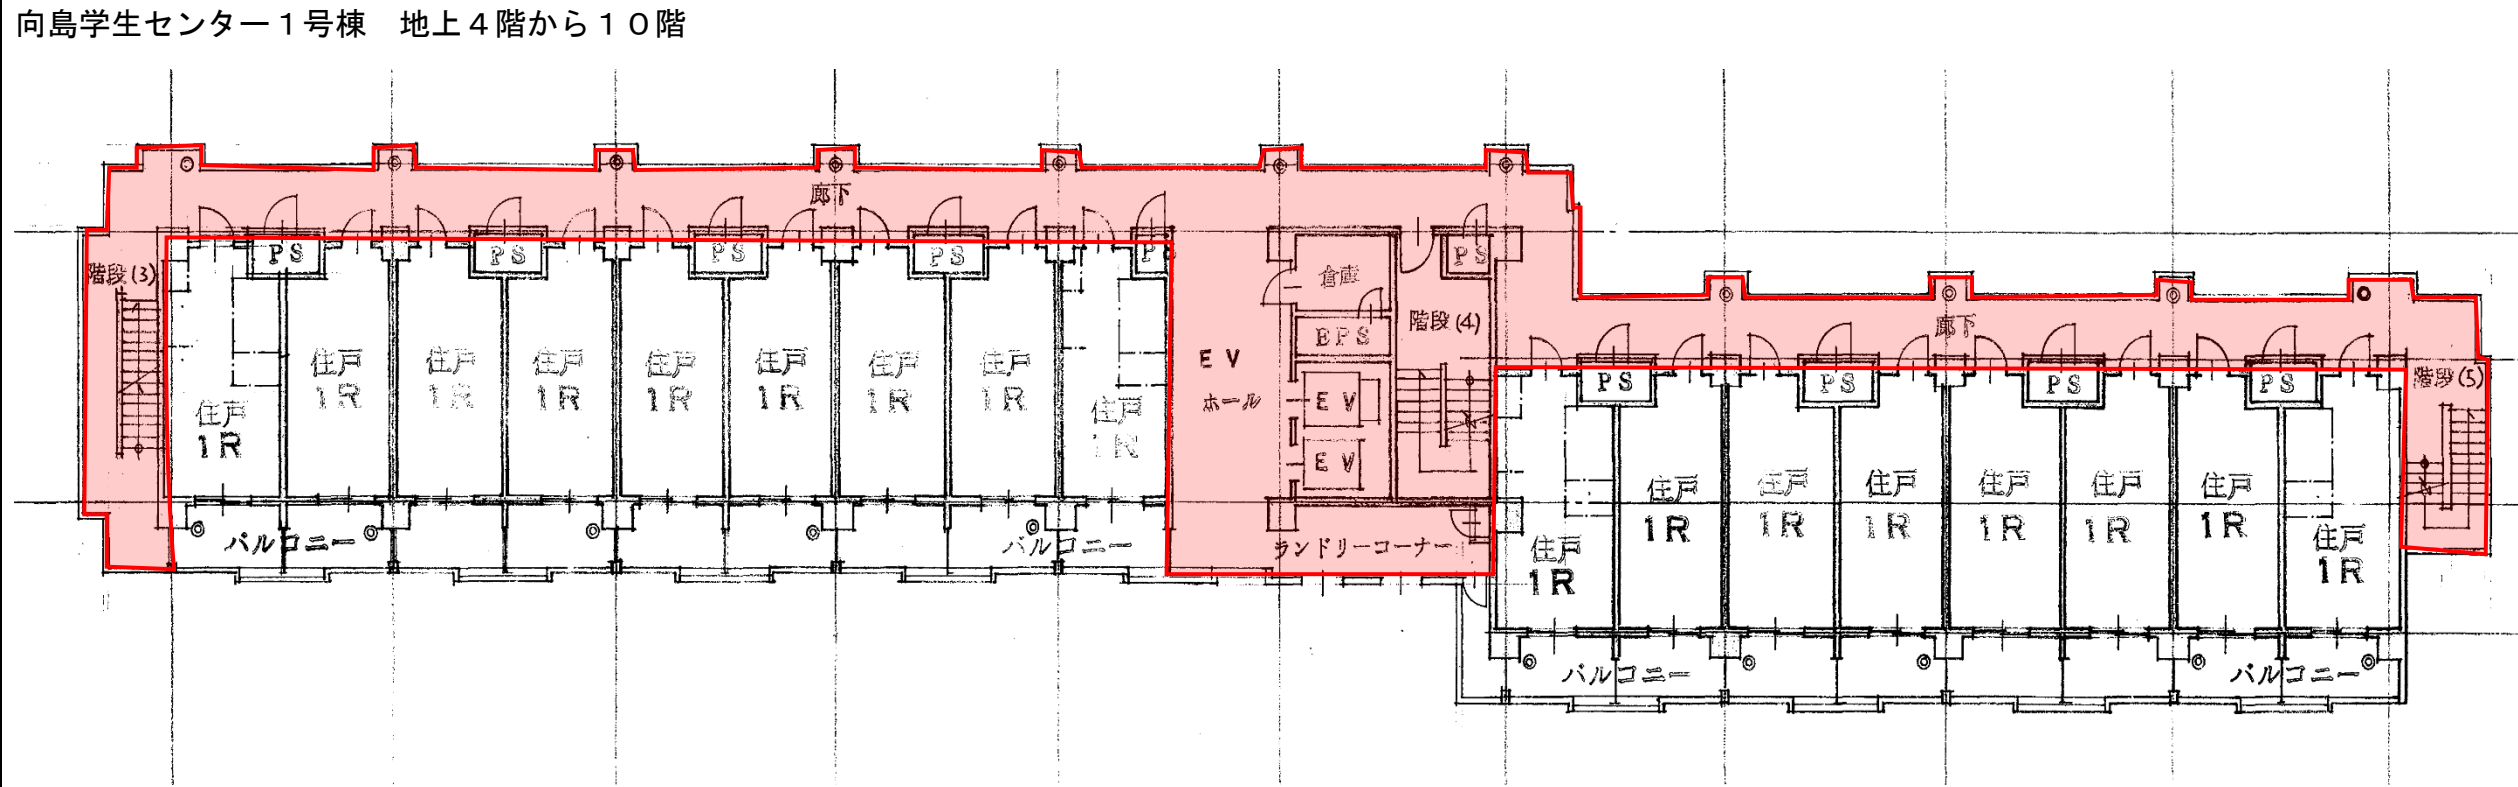 向島学生センター１号棟　地上４階から１０階
廊下
PS
PS
PS
PS
PS
PS
階段(3)
倉庫
階段(4)
EPS
廊下
EV
ホール
EV
EV
住戸
1R
住戸
1R
住戸
1R
住戸
1R
住戸
1R
住戸
1R
住戸
1R
住戸
1R
住戸
1R
PS
PS
PS
PS
階段(5)
住戸
1R
住戸
1R
住戸
1R
住戸
1R
住戸
1R
住戸
1R
住戸
1R
住戸
1R
バルコニー
バルコニー
ランドリーコーナー
バルコニー
バルコニー